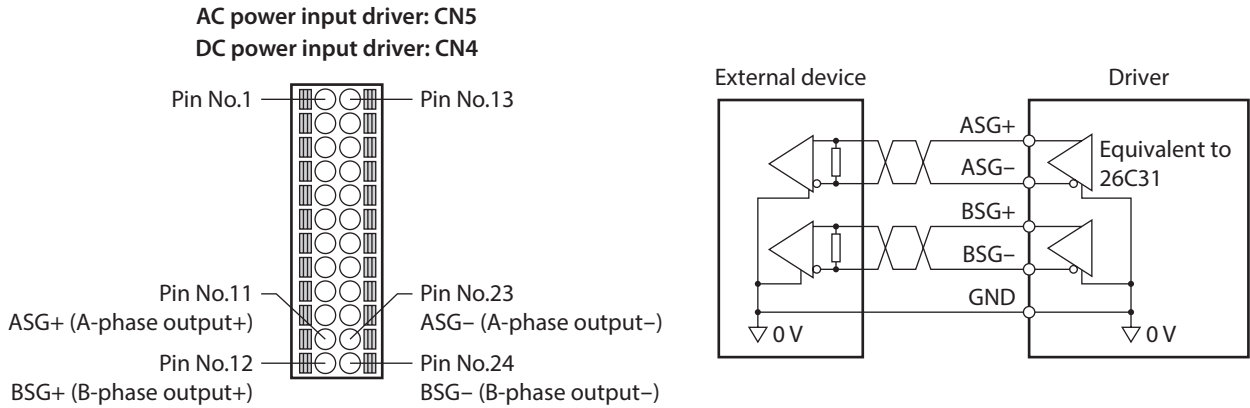 AC power input driver: CN5
DC power input driver: CN4
Pin No.1
Pin No.13
Pin No.11
ASG+ (A-phase output+)
Pin No.23
ASG– (A-phase output–)
Pin No.12
BSG+ (B-phase output+)
Pin No.24
BSG– (B-phase output–)
External device
Driver
ASG+
ASG–
Equivalent to
26C31
BSG+
BSG–
GND
0 V
0 V